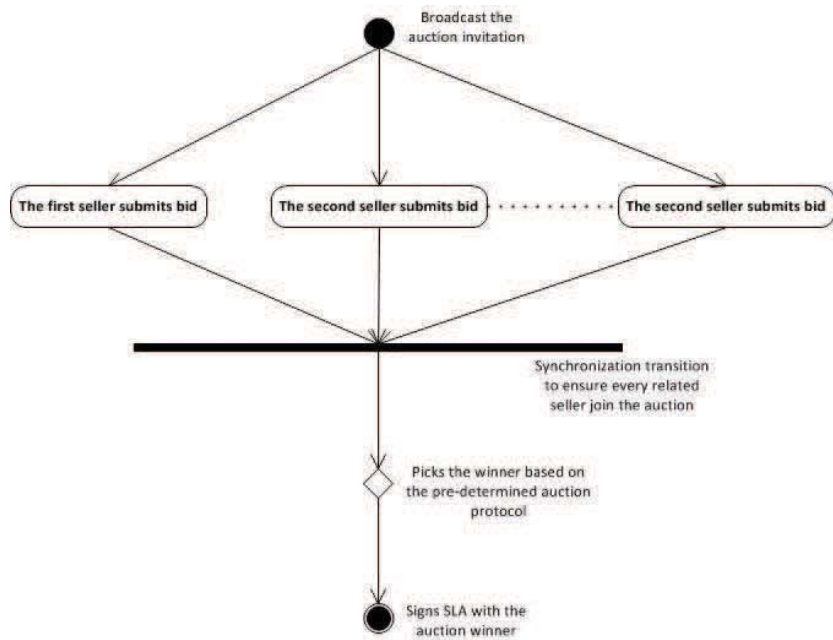 Broadcast the
auction invitation
The first seller submits bid
The second seller submits bid
The second seller submits bid
Synchronization transition
to ensure every related
seller join the auction
Picks the winner based on
the pre-determined auction
protocol
Signs SLA with the
auction winner